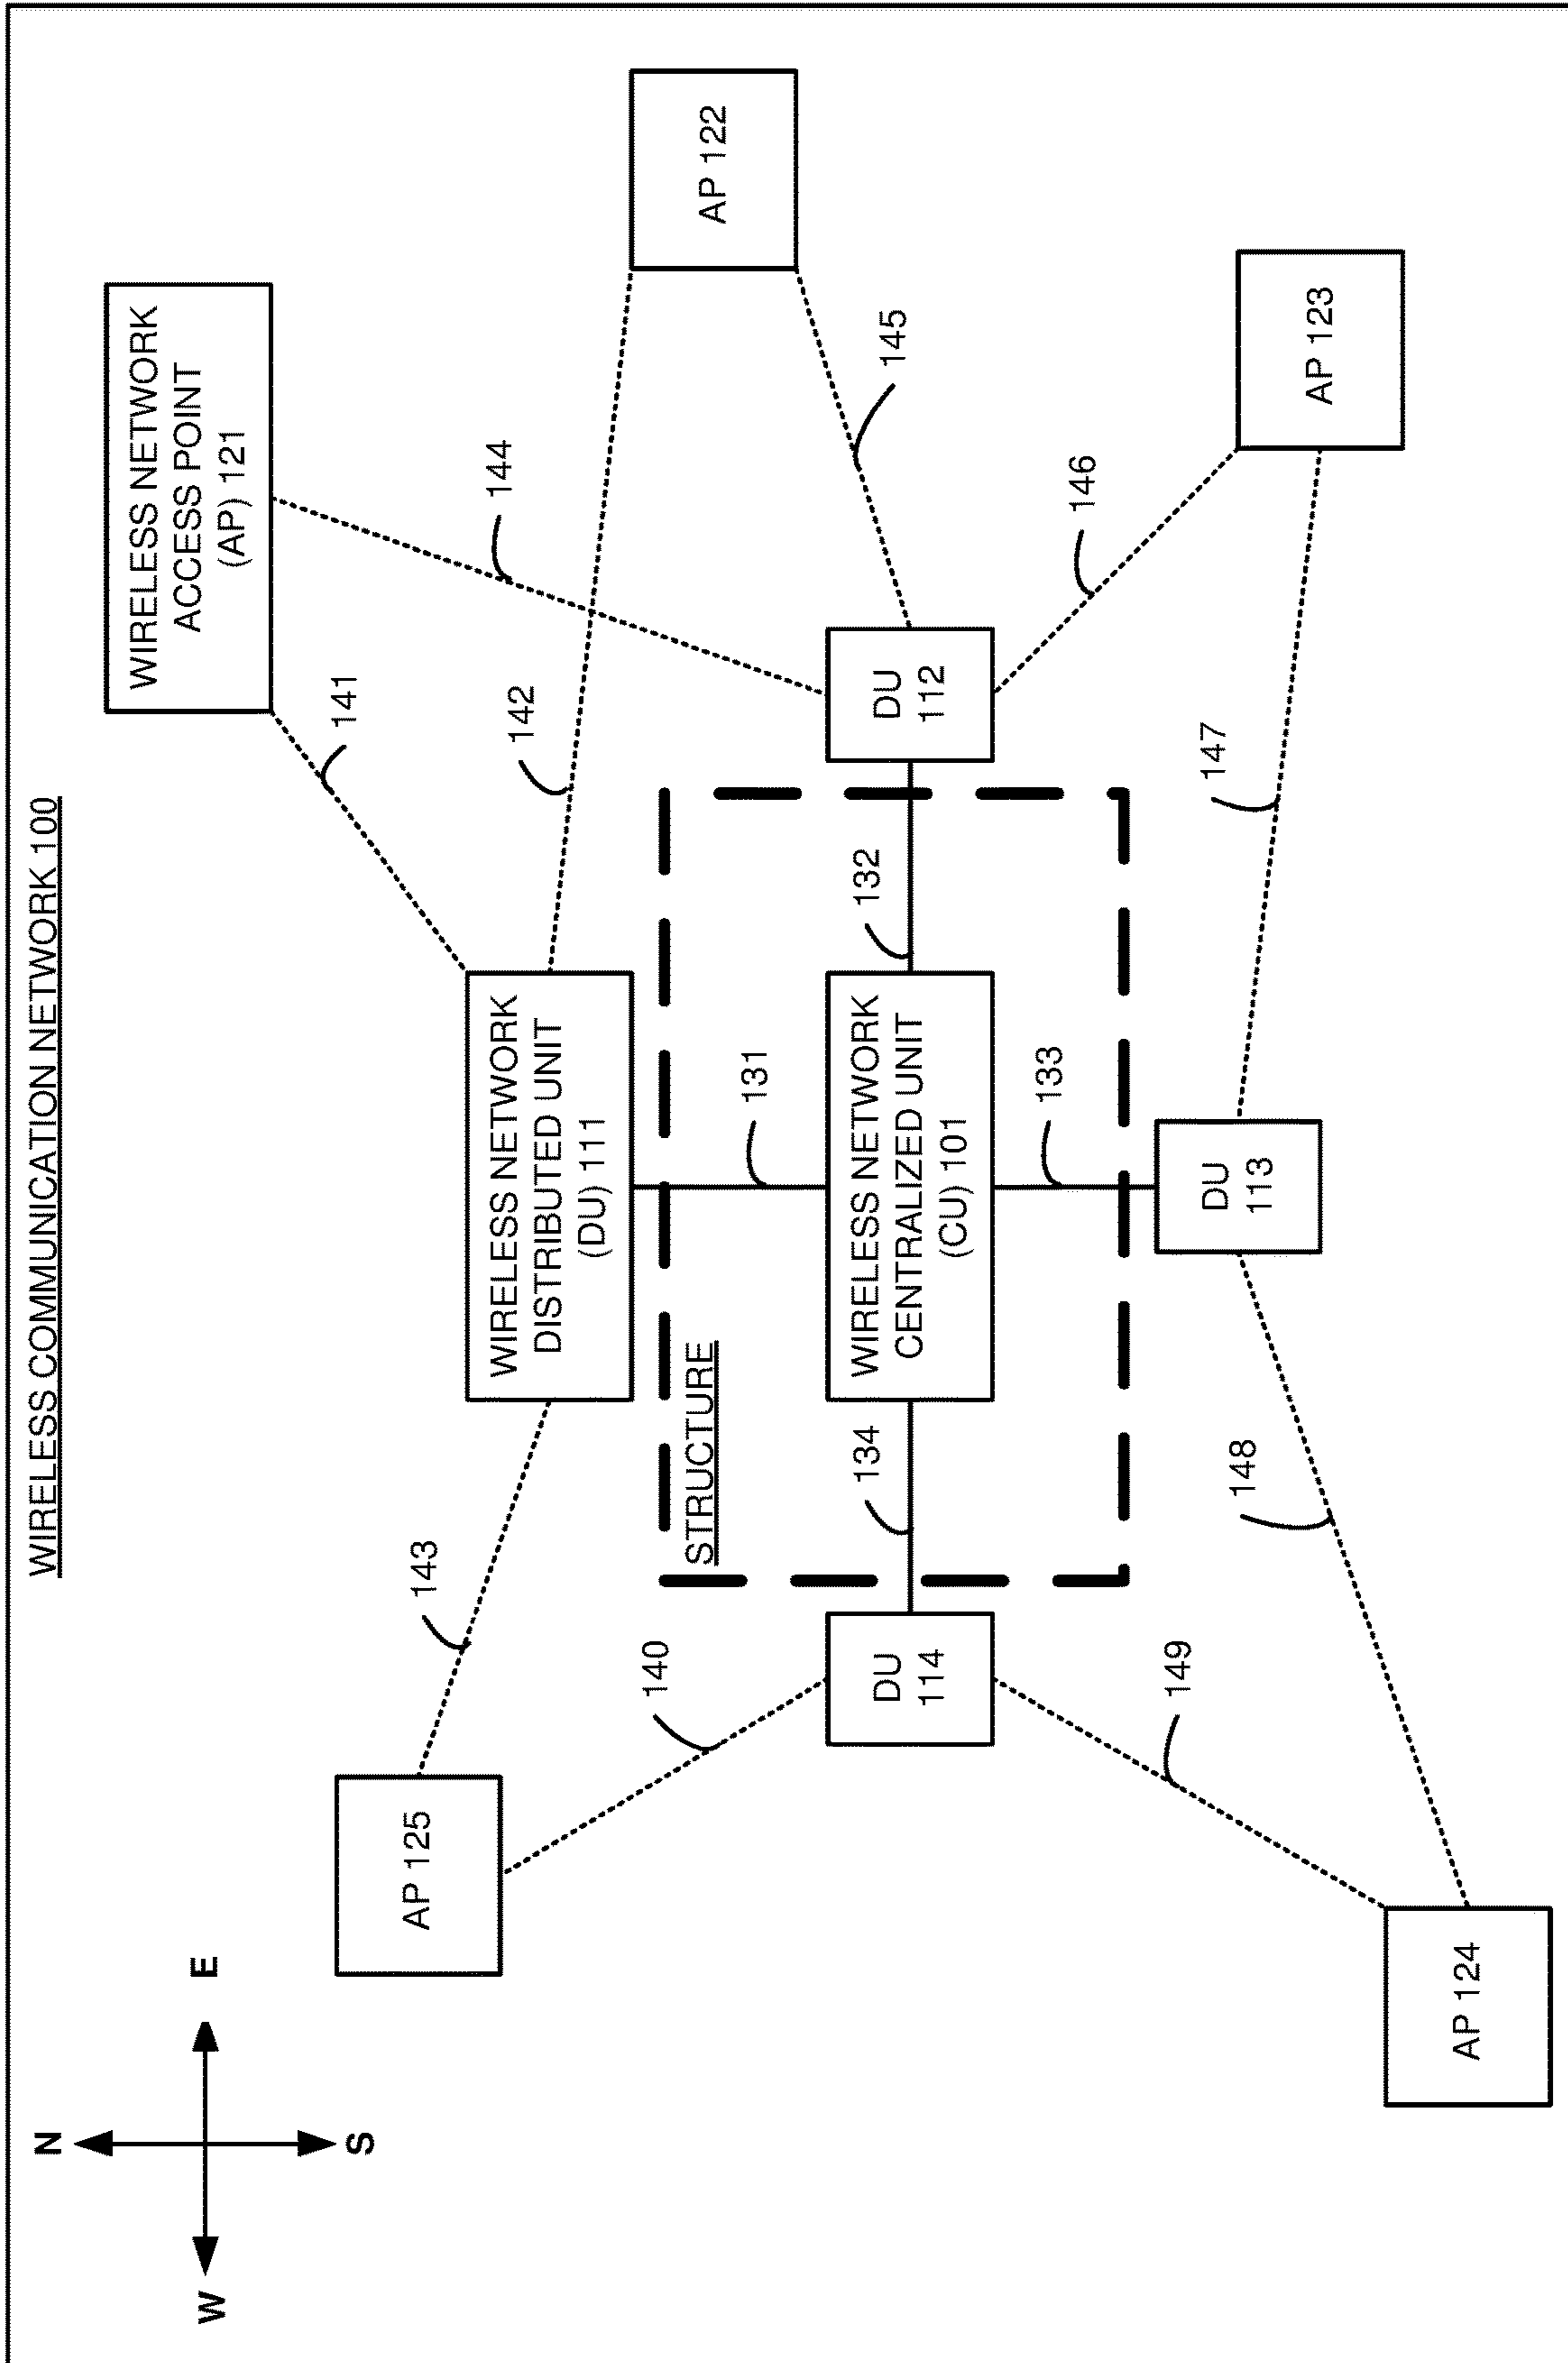 WIRELESS COMMUNICATION NETWORK 100
N
W
E
S
WIRELESS NETWORK
ACCESS POINT
(AP) 121
AP 125
143
141
144
AP 122
WIRELESS NETWORK
DISTRIBUTED UNIT
(DU) 111
142
140
STRUCTURE
131
145
DU
114
134
WIRELESS NETWORK
CENTRALIZED UNIT
(CU) 101
132
DU
112
133
146
149
148
DU
113
147
AP 123
AP 124